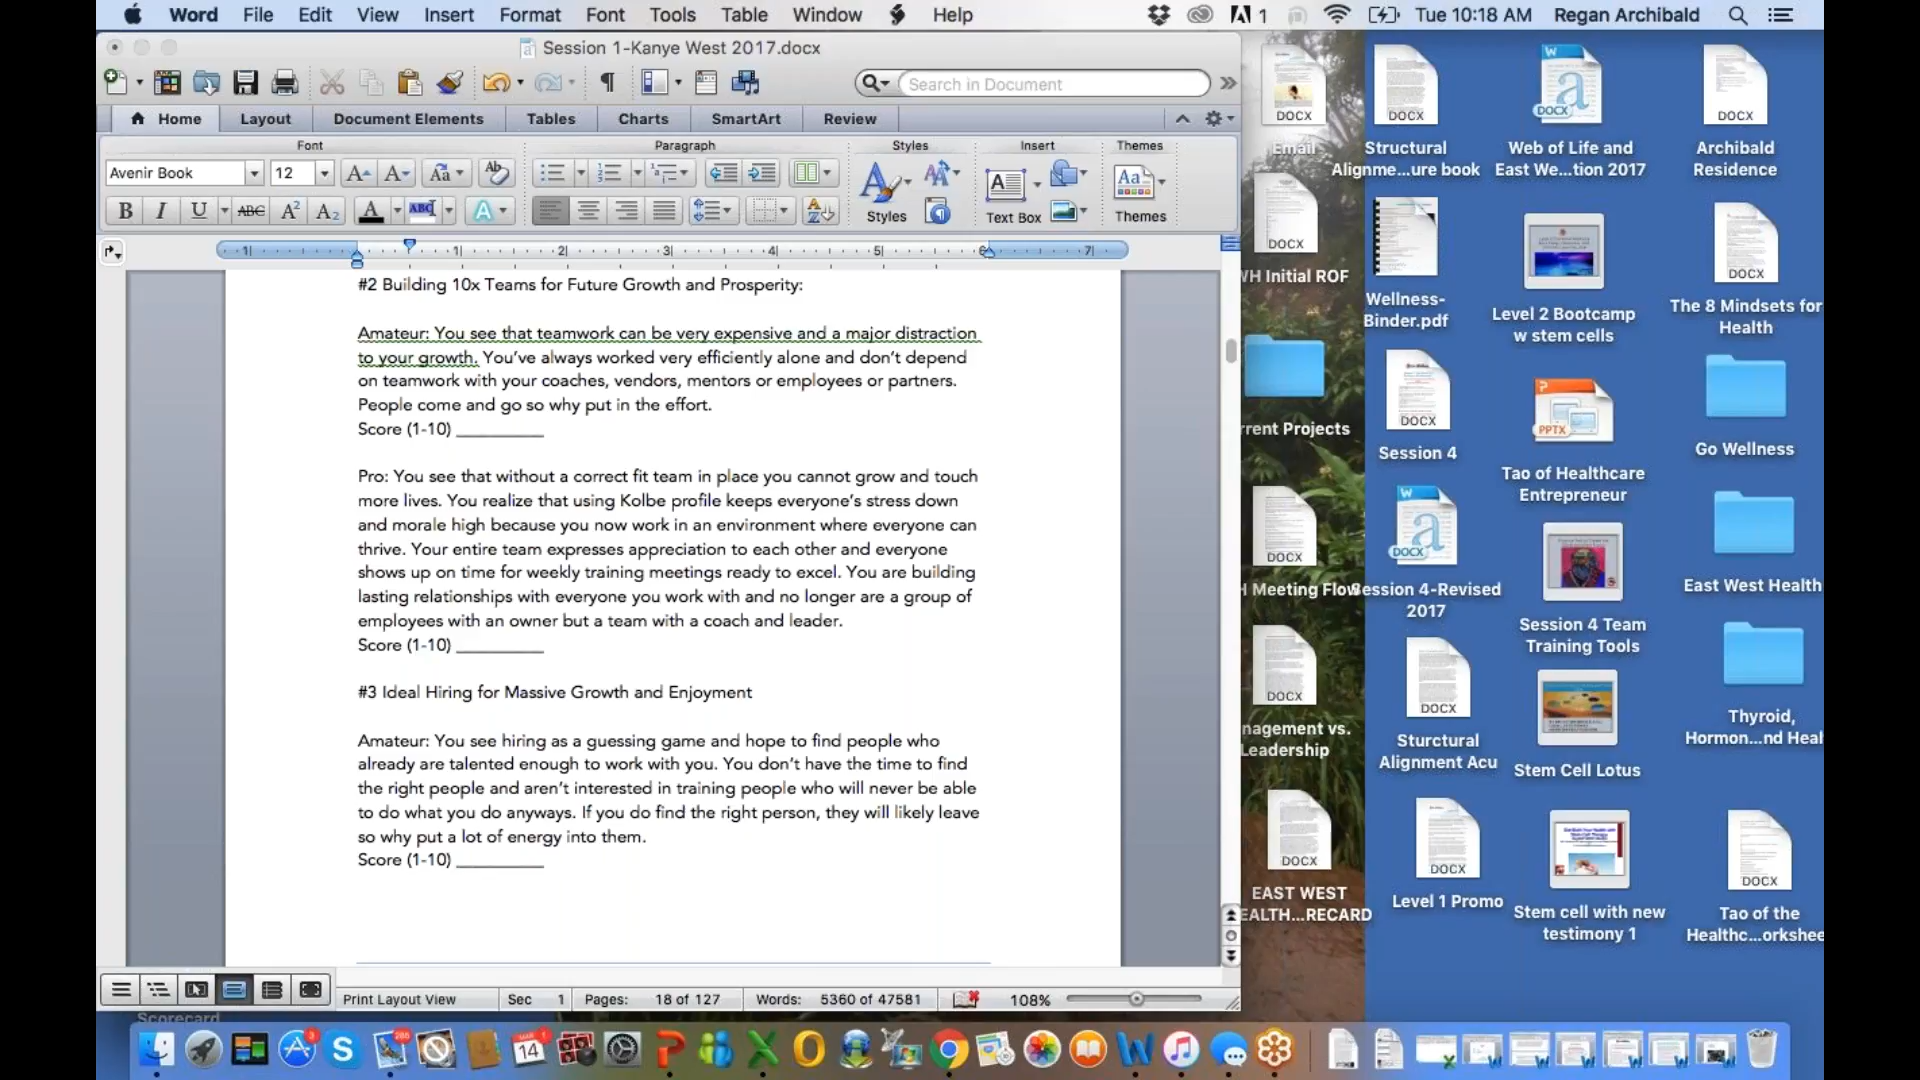 Word File Edit View Insert Format Font Tools Table Window Help 1 Tue 10:18 AM Regan Archibald
Session 1-Kanye West 2017.docx
Search in Document
Home Layout Document Elements Tables Charts SmartArt Review
Font Paragraph Styles Insert Themes
Avenir Book 12
Styles Text Box Themes
#2 Building 10x Teams for Future Growth and Prosperity:
Amateur: You see that teamwork can be very expensive and a major distraction
to your growth. You’ve always worked very efficiently alone and don’t depend
on teamwork with your coaches, vendors, mentors or employees or partners.
People come and go so why put in the effort.
Score (1-10) __________
Pro: You see that without a correct fit team in place you cannot grow and touch
more lives. You realize that using Kolbe profile keeps everyone’s stress down
and morale high because you now work in an environment where everyone can
thrive. Your entire team expresses appreciation to each other and everyone
shows up on time for weekly training meetings ready to excel. You are building
lasting relationships with everyone you work with and no longer are a group of
employees with an owner but a team with a coach and leader.
Score (1-10) __________
#3 Ideal Hiring for Massive Growth and Enjoyment
Amateur: You see hiring as a guessing game and hope to find people who
already are talented enough to work with you. You don’t have the time to find
the right people and aren’t interested in training people who will never be able
to do what you do anyways. If you do find the right person, they will likely leave
so why put a lot of energy into them.
Score (1-10) __________
Print Layout View Sec 1 Pages: 18 of 127 Words: 5360 of 47581 108%
Scorecard
Email
WH Initial ROF
rrent Projects
H Meeting Flow
nagement vs.
Leadership
EAST WEST
EALTH...RECARD
Structural
Alignme...ure book
Wellness-
Binder.pdf
Session 4
Session 4-Revised
2017
Sturctural
Alignment Acu
Level 1 Promo
Web of Life and
East We...tion 2017
Level 2 Bootcamp
w stem cells
Tao of Healthcare
Entrepreneur
Session 4 Team
Training Tools
Stem Cell Lotus
Stem cell with new
testimony 1
Archibald
Residence
The 8 Mindsets for
Health
Go Wellness
East West Health
Thyroid,
Hormon...nd Heal
Tao of the
Healthc...orkshee